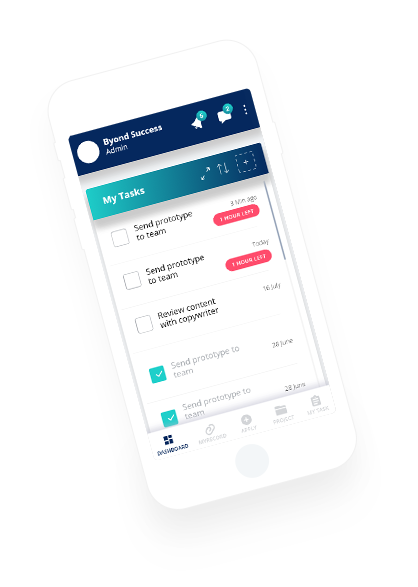 Byond Success
Admin
6
2
My Tasks
Send prototype
to team
3 Min ago
1 HOUR LEFT
Send prototype
to team
Today
1 HOUR LEFT
Review content
with copywriter
16 July
Send prototype to
team
28 June
Send prototype to
team
28 June
DASHBOARD
APPLY
PROJECT
MY TASK